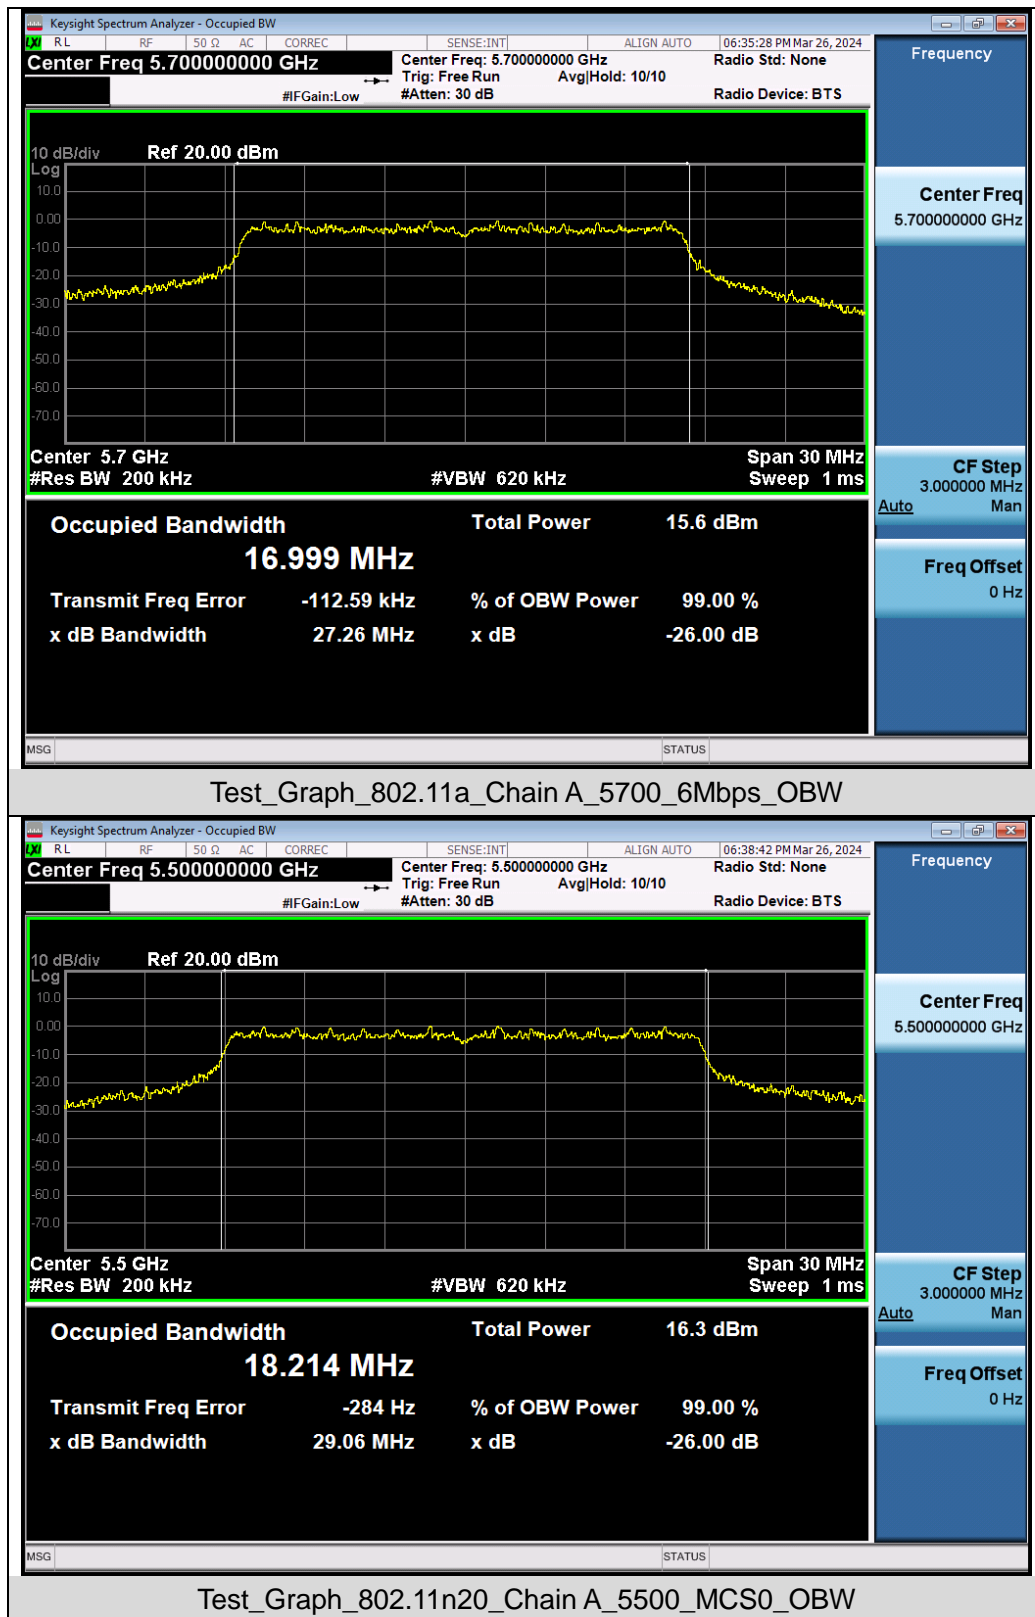 Keysight Spectrum Analyzer - Occupied BW
LXI RL RF 50 Ω AC CORREC SENSE:INT ALIGN AUTO 06:35:28 PM Mar 26, 2024
Center Freq 5.700000000 GHz
Center Freq: 5.700000000 GHz Radio Std: None
Trig: Free Run Avg|Hold: 10/10
#IFGain:Low #Atten: 30 dB Radio Device: BTS
Frequency
10 dB/div Ref 20.00 dBm
Log
10.0
0.00
-10.0
-20.0
-30.0
-40.0
-50.0
-60.0
-70.0
Center Freq
5.700000000 GHz
Center 5.7 GHz Span 30 MHz
#Res BW 200 kHz #VBW 620 kHz Sweep 1 ms
CF Step
3.000000 MHz
Auto Man
Occupied Bandwidth Total Power 15.6 dBm
16.999 MHz
Freq Offset
0 Hz
Transmit Freq Error -112.59 kHz % of OBW Power 99.00 %
x dB Bandwidth 27.26 MHz x dB -26.00 dB
MSG STATUS
Test_Graph_802.11a_Chain A_5700_6Mbps_OBW
Keysight Spectrum Analyzer - Occupied BW
LXI RL RF 50 Ω AC CORREC SENSE:INT ALIGN AUTO 06:38:42 PM Mar 26, 2024
Center Freq 5.500000000 GHz
Center Freq: 5.500000000 GHz Radio Std: None
Trig: Free Run Avg|Hold: 10/10
#IFGain:Low #Atten: 30 dB Radio Device: BTS
Frequency
10 dB/div Ref 20.00 dBm
Log
10.0
0.00
-10.0
-20.0
-30.0
-40.0
-50.0
-60.0
-70.0
Center Freq
5.500000000 GHz
Center 5.5 GHz Span 30 MHz
#Res BW 200 kHz #VBW 620 kHz Sweep 1 ms
CF Step
3.000000 MHz
Auto Man
Occupied Bandwidth Total Power 16.3 dBm
18.214 MHz
Freq Offset
0 Hz
Transmit Freq Error -284 Hz % of OBW Power 99.00 %
x dB Bandwidth 29.06 MHz x dB -26.00 dB
MSG STATUS
Test_Graph_802.11n20_Chain A_5500_MCS0_OBW